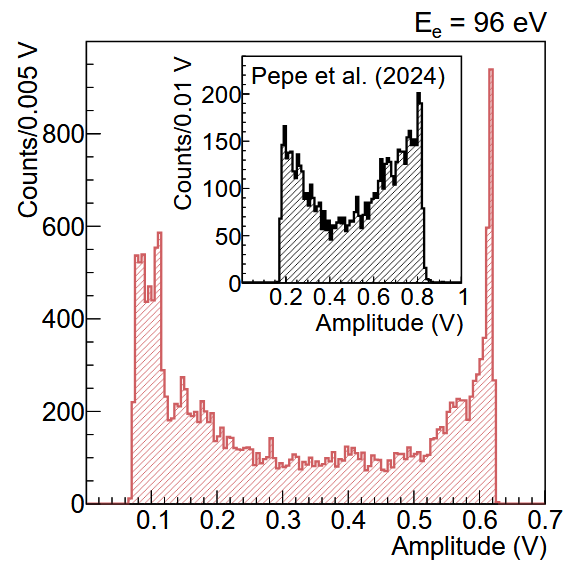 E_e = 96 eV
Counts/0.005 V
800
600
400
200
0
0.1 0.2 0.3 0.4 0.5 0.6 0.7
Amplitude (V)
Pepe et al. (2024)
Counts/0.01 V
200
150
100
50
0
0.2 0.4 0.6 0.8 1
Amplitude (V)